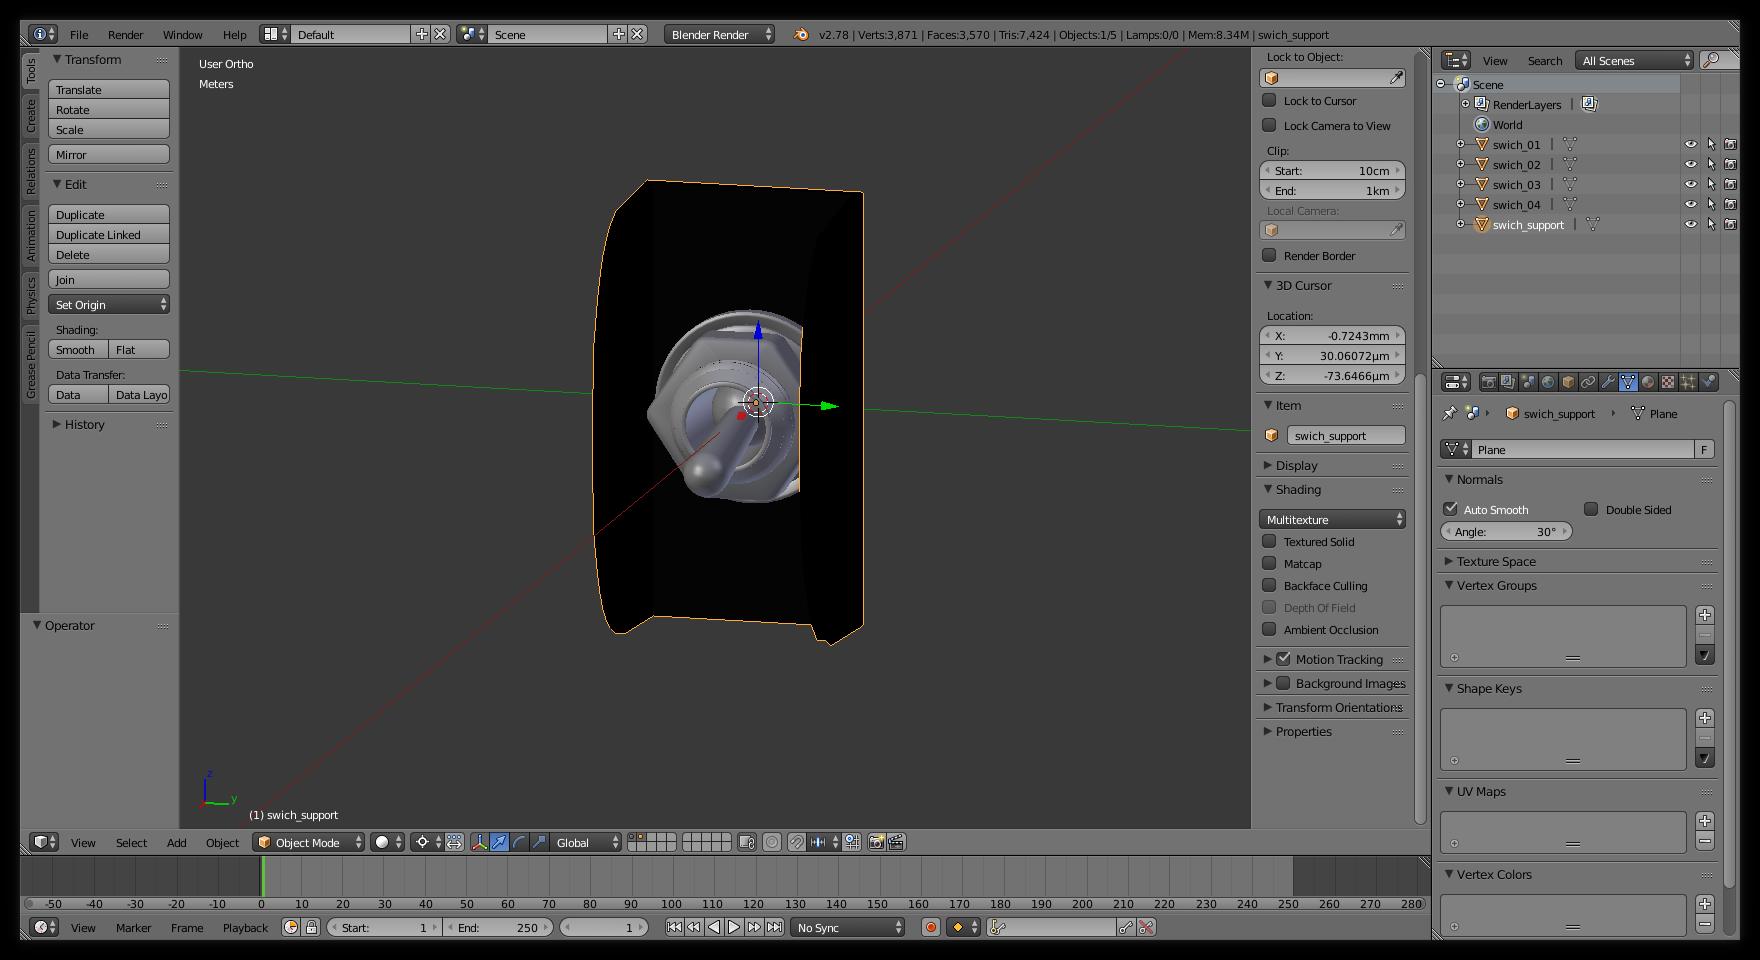 File Render Window Help Default Scene Blender Render v2.78 | Verts:3,871 | Faces:3,570 | Tris:7,424 | Objects:1/5 | Lamps:0/0 | Mem:8.34M | swich_support
Tools
Create
Relations
Animation
Physics
Grease Pencil
Transform
Translate
Rotate
Scale
Mirror
Edit
Duplicate
Duplicate Linked
Delete
Join
Set Origin
Shading:
Smooth Flat
Data Transfer:
Data Data Layo
History
Operator
User Ortho
Meters
z
y
(1) swich_support
Lock to Object:
Lock to Cursor
Lock Camera to View
Clip:
Start: 10cm
End: 1km
Local Camera:
Render Border
3D Cursor
Location:
X: -0.7243mm
Y: 30.06072µm
Z: -73.6466µm
Item
swich_support
Display
Shading
Multitexture
Textured Solid
Matcap
Backface Culling
Depth Of Field
Ambient Occlusion
Motion Tracking
Background Images
Transform Orientations
Properties
View Search All Scenes
Scene
RenderLayers |
World
swich_01 |
swich_02 |
swich_03 |
swich_04 |
swich_support |
swich_support Plane
Plane F
Normals
Auto Smooth Double Sided
Angle: 30°
Texture Space
Vertex Groups
Shape Keys
UV Maps
Vertex Colors
View Select Add Object Object Mode Global
-50 -40 -30 -20 -10 0 10 20 30 40 50 60 70 80 90 100 110 120 130 140 150 160 170 180 190 200 210 220 230 240 250 260 270 280
View Marker Frame Playback Start: 1 End: 250 1 No Sync